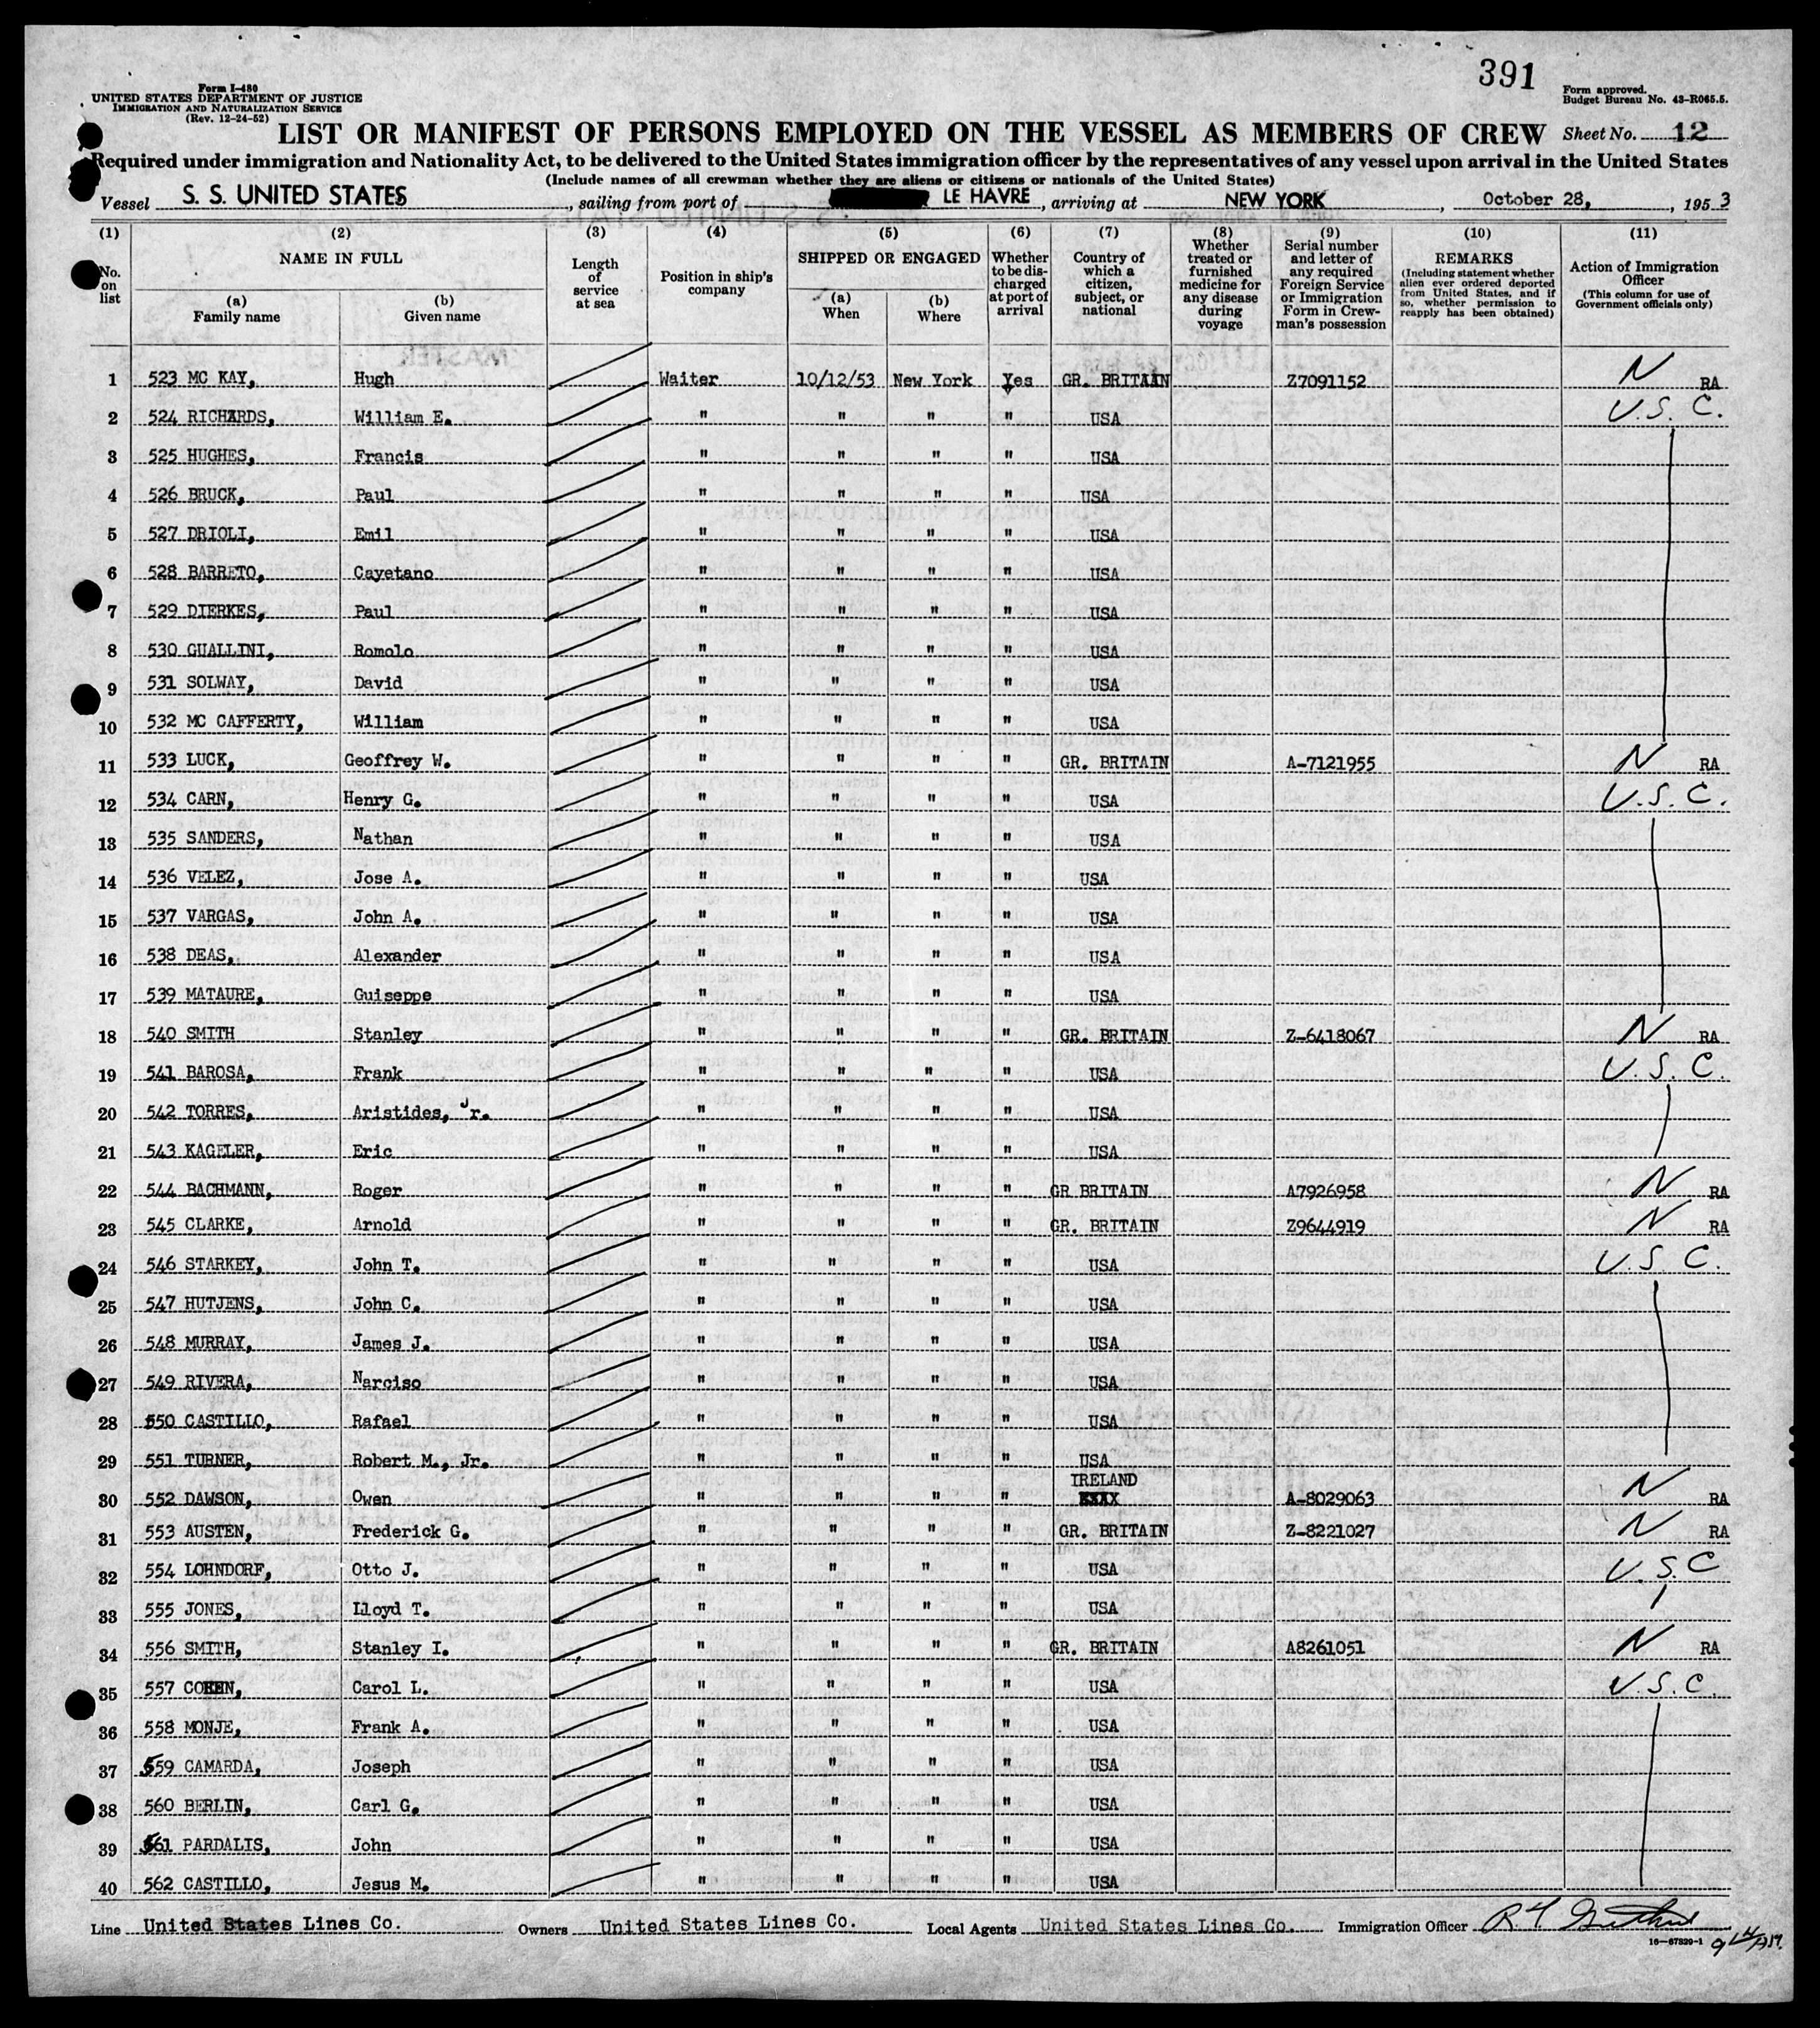 391
Form I-480
UNITED STATES DEPARTMENT OF JUSTICE
IMMIGRATION AND NATURALIZATION SERVICE
(Rev. 12-24-52)
Form approved.
Budget Bureau No. 43-R065.5.
LIST OR MANIFEST OF PERSONS EMPLOYED ON THE VESSEL AS MEMBERS OF CREW Sheet No. 12
Required under immigration and Nationality Act, to be delivered to the United States immigration officer by the representatives of any vessel upon arrival in the United States
(Include names of all crewman whether they are aliens or citizens or nationals of the United States)
Vessel S. S. UNITED STATES, sailing from port of LE HAVRE, arriving at NEW YORK, October 28, 1953
(1) (2) (3) (4) (5) (6) (7) (8) (9) (10) (11)
No. on list
NAME IN FULL
(a) Family name
(b) Given name
Length of service at sea
Position in ship's company
SHIPPED OR ENGAGED
(a) When
(b) Where
Whether to be discharged at port of arrival
Country of which a citizen, subject, or national
Whether treated or furnished medicine for any disease during voyage
Serial number and letter of any required Foreign Service or Immigration Form in Crewman's possession
REMARKS
(Including statement whether alien ever ordered deported from United States, and if so, whether permission to reapply has been obtained)
Action of Immigration Officer
(This column for use of Government officials only)
1 523 MC KAY, Hugh Waiter 10/12/53 New York Yes GR. BRITAIN Z7091152 N RA
2 524 RICHARDS, William E. " " " " USA U.S.C.
3 525 HUGHES, Francis " " " " USA
4 526 BRUCK, Paul " " " " USA
5 527 DRIOLI, Emil " " " " USA
6 528 BARRETO, Cayetano " " " " USA
7 529 DIERKES, Paul " " " " USA
8 530 GUALLINI, Romolo " " " " USA
9 531 SOLWAY, David " " " " USA
10 532 MC CAFFERTY, William " " " " USA
11 533 LUCK, Geoffrey W. " " " " GR. BRITAIN A-7121955 N RA
12 534 CARN, Henry G. " " " " USA U.S.C.
13 535 SANDERS, Nathan " " " " USA
14 536 VELEZ, Jose A. " " " " USA
15 537 VARGAS, John A. " " " " USA
16 538 DEAS, Alexander " " " " USA
17 539 MATAURE, Guiseppe " " " " USA
18 540 SMITH Stanley " " " " GR. BRITAIN Z-6418067 N RA
19 541 BAROSA, Frank " " " " USA U.S.C.
20 542 TORRES, Aristides, Jr. " " " " USA
21 543 KAGELER, Eric " " " " USA
22 544 BACHMANN, Roger " " " " GR BRITAIN A7926958 N RA
23 545 CLARKE, Arnold " " " " GR. BRITAIN Z9644919 N RA
24 546 STARKEY, John T. " " " " USA U.S.C.
25 547 HUTJENS, John C. " " " " USA
26 548 MURRAY, James J. " " " " USA
27 549 RIVERA, Narciso " " " " USA
28 550 CASTILLO, Rafael " " " " USA
29 551 TURNER, Robert M., Jr. " " " " USA
30 552 DAWSON, Owen " " " " IRELAND A-8029063 N RA
31 553 AUSTEN, Frederick G. " " " " GR. BRITAIN Z-8221027 N RA
32 554 LOHNDORF, Otto J. " " " " USA U.S.C
33 555 JONES, Lloyd T. " " " " USA
34 556 SMITH, Stanley I. " " " " GR. BRITAIN A8261051 N RA
35 557 COHEN, Carol L. " " " " USA U.S.C.
36 558 MONJE, Frank A. " " " " USA
37 559 CAMARDA, Joseph " " " " USA
38 560 BERLIN, Carl G. " " " " USA
39 561 PARDALIS, John " " " " USA
40 562 CASTILLO, Jesus M. " " " " USA
Line United States Lines Co. Owners United States Lines Co. Local Agents United States Lines Co. Immigration Officer
16-67329-1